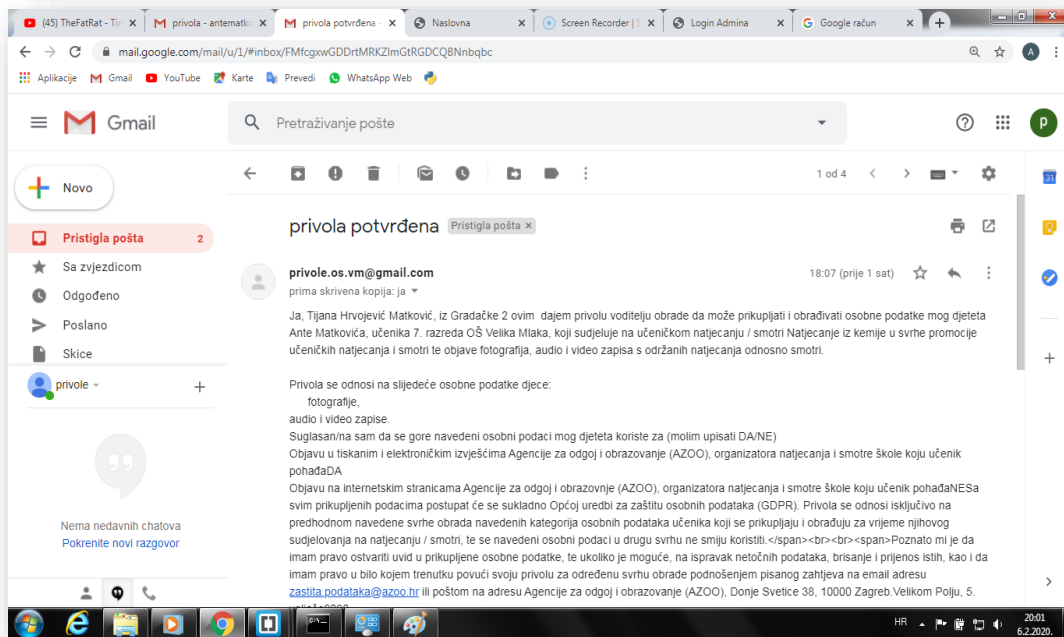 (45) TheFatRat - Tim
privola - antematko
privola potvrđena -
Naslovna
Screen Recorder | S
Login Admina
Google račun
mail.google.com/mail/u/1/#inbox/FMfcgxwGDDrtMRKZlmGtRGDCQBNnbqbc
A
Aplikacije
Gmail
YouTube
Karte
Prevedi
WhatsApp Web
Gmail
Pretraživanje pošte
p
Novo
1 od 4
31
Pristigla pošta 2
Sa zvjezdicom
Odgođeno
Poslano
Skice
privole
Nema nedavnih chatova
Pokrenite novi razgovor
privola potvrđena Pristigla pošta ×
privole.os.vm@gmail.com 18:07 (prije 1 sat)
prima skrivena kopija: ja
Ja, Tijana Hrvojević Matković, iz Gradačke 2 ovim dajem privolu voditelju obrade da može prikupljati i obrađivati osobne podatke mog djeteta
Ante Matkovića, učenika 7. razreda OŠ Velika Mlaka, koji sudjeluje na učeničkom natjecanju / smotri Natjecanje iz kemije u svrhe promocije
učeničkih natjecanja i smotri te objave fotografija, audio i video zapisa s održanih natjecanja odnosno smotri.
Privola se odnosi na slijedeće osobne podatke djece:
fotografije,
audio i video zapise.
Suglasan/na sam da se gore navedeni osobni podaci mog djeteta koriste za (molim upisati DA/NE)
Objavu u tiskanim i elektroničkim izvješćima Agencije za odgoj i obrazovanje (AZOO), organizatora natjecanja i smotre škole koju učenik
pohađaDA
Objavu na internetskim stranicama Agencije za odgoj i obrazovnje (AZOO), organizatora natjecanja i smotre škole koju učenik pohađaNESa
svim prikupljenih podacima postupat će se sukladno Općoj uredbi za zaštitu osobnih podataka (GDPR). Privola se odnosi isključivo na
predhodnom navedene svrhe obrada navedenih kategorija osobnih podataka učenika koji se prikupljaju i obrađuju za vrijeme njihovog
sudjelovanja na natjecanju / smotri, te se navedeni osobni podaci u drugu svrhu ne smiju koristiti.</span><br><br><span>Poznato mi je da
imam pravo ostvariti uvid u prikupljene osobne podatke, te ukoliko je moguće, na ispravak netočnih podataka, brisanje i prijenos istih, kao i da
imam pravo u bilo kojem trenutku povući svoju privolu za određenu svrhu obrade podnošenjem pisanog zahtjeva na email adresu
zastita.podataka@azoo.hr ili poštom na adresu Agencije za odgoj i obrazovanje (AZOO), Donje Svetice 38, 10000 Zagreb.Velikom Polju, 5.
HR
20:01
6.2.2020.